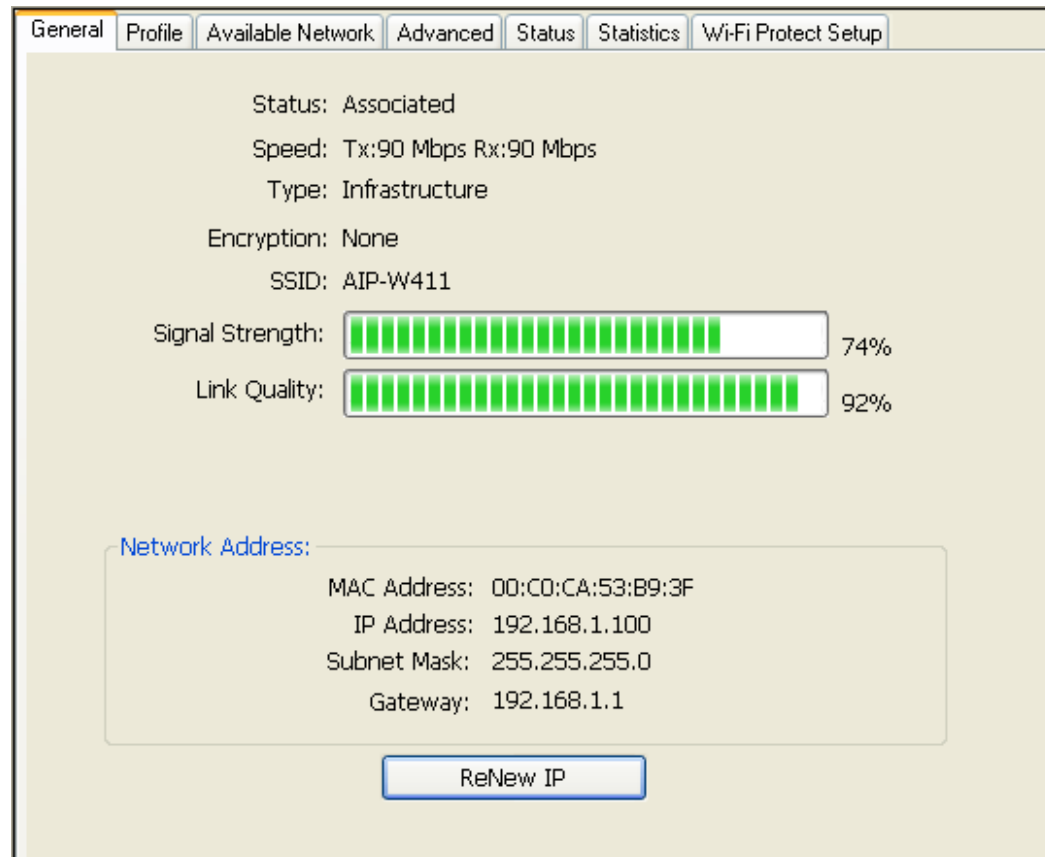 General Profile Available Network Advanced Status Statistics Wi-Fi Protect Setup
Status: Associated
Speed: Tx:90 Mbps Rx:90 Mbps
Type: Infrastructure
Encryption: None
SSID: AIP-W411
Signal Strength: 74%
Link Quality: 92%
Network Address:
MAC Address: 00:C0:CA:53:B9:3F
IP Address: 192.168.1.100
Subnet Mask: 255.255.255.0
Gateway: 192.168.1.1
ReNew IP